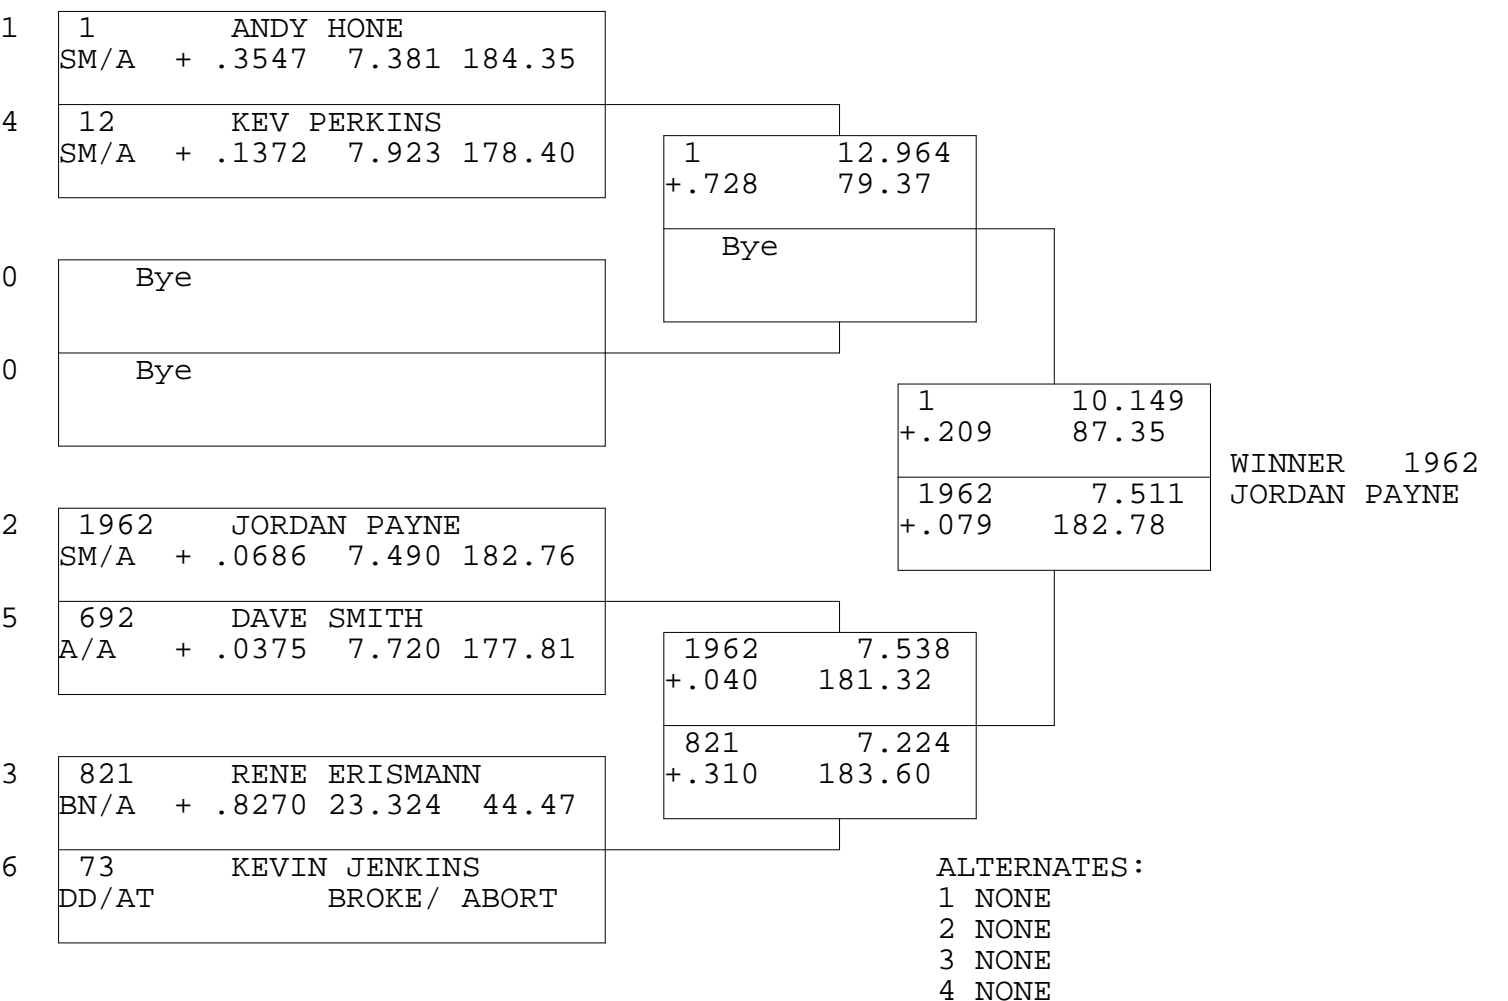 1 1 ANDY HONE
SM/A + .3547 7.381 184.35
4 12 KEV PERKINS
SM/A + .1372 7.923 178.40
1 12.964
+.728 79.37
Bye
0 Bye
0 Bye
1 10.149
+.209 87.35
WINNER 1962
1962 7.511 JORDAN PAYNE
+.079 182.78
2 1962 JORDAN PAYNE
SM/A + .0686 7.490 182.76
5 692 DAVE SMITH
A/A + .0375 7.720 177.81
1962 7.538
+.040 181.32
821 7.224
+.310 183.60
3 821 RENE ERISMANN
BN/A + .8270 23.324 44.47
6 73 KEVIN JENKINS
DD/AT BROKE/ ABORT
ALTERNATES:
1 NONE
2 NONE
3 NONE
4 NONE